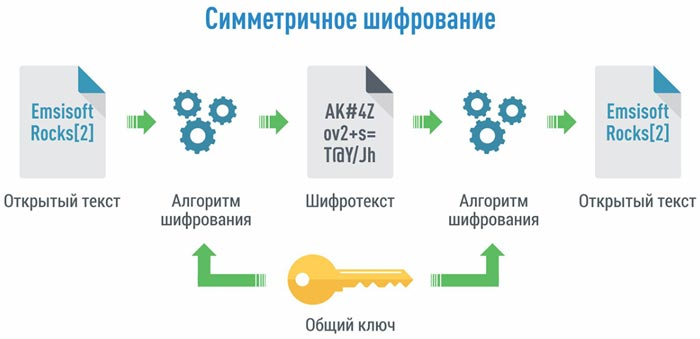 Симметричное шифрование
Emsisoft
Rocks[2]
Открытый текст
Алгоритм
шифрования
AK#4Z
ov2+s=
T@Y/Jh
Шифротекст
Алгоритм
шифрования
Emsisoft
Rocks[2]
Открытый текст
Общий ключ